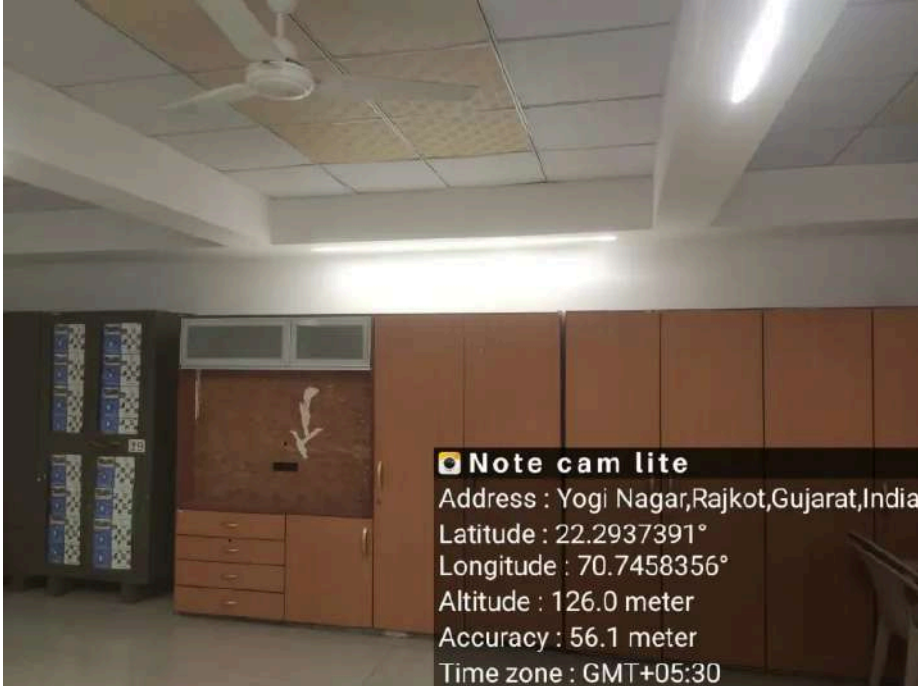 19
Note cam lite
Address : Yogi Nagar,Rajkot,Gujarat,India
Latitude : 22.2937391°
Longitude : 70.7458356°
Altitude : 126.0 meter
Accuracy : 56.1 meter
Time zone : GMT+05:30